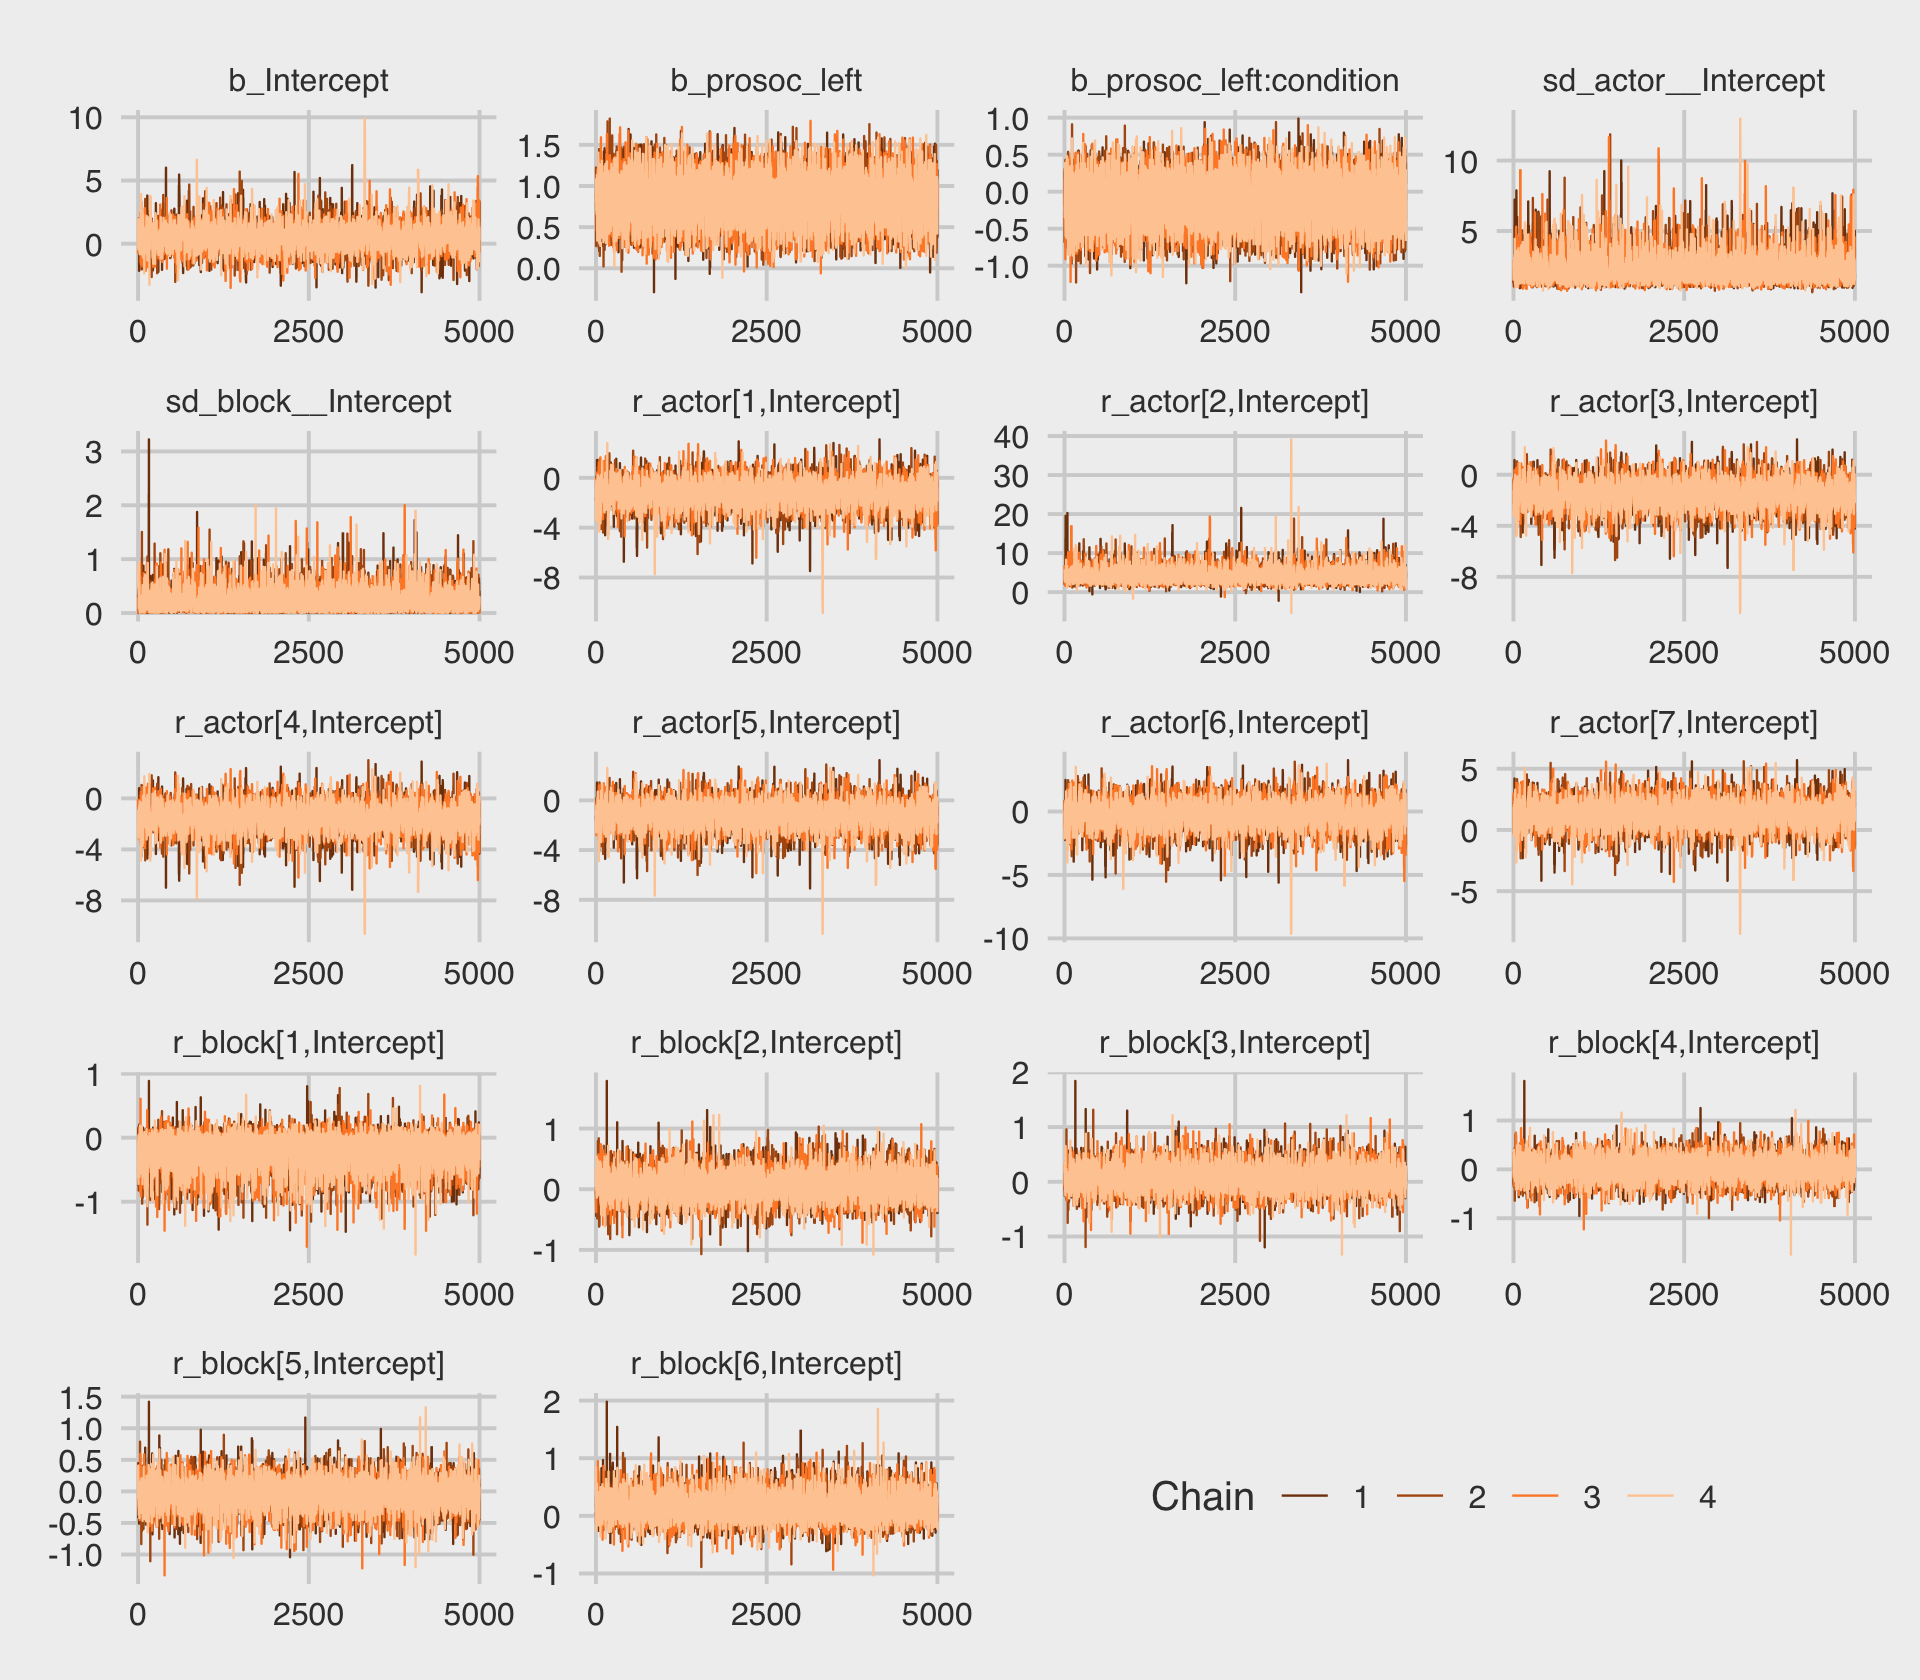 b_Intercept b_prosoc_left b_prosoc_left:condition sd_actor__Intercept
10 5 0
1.5 1.0 0.5 0.0
1.0 0.5 0.0 -0.5 -1.0
10 5
0 2500 5000 0 2500 5000 0 2500 5000 0 2500 5000
sd_block__Intercept r_actor[1,Intercept] r_actor[2,Intercept] r_actor[3,Intercept]
3 2 1 0
0 -4 -8
40 30 20 10 0
0 -4 -8
0 2500 5000 0 2500 5000 0 2500 5000 0 2500 5000
r_actor[4,Intercept] r_actor[5,Intercept] r_actor[6,Intercept] r_actor[7,Intercept]
0 -4 -8
0 -4 -8
0 -5 -10
5 0 -5
0 2500 5000 0 2500 5000 0 2500 5000 0 2500 5000
r_block[1,Intercept] r_block[2,Intercept] r_block[3,Intercept] r_block[4,Intercept]
1 0 -1
1 0 -1
2 1 0 -1
1 0 -1
0 2500 5000 0 2500 5000 0 2500 5000 0 2500 5000
r_block[5,Intercept] r_block[6,Intercept]
1.5 1.0 0.5 0.0 -0.5 -1.0
2 1 0 -1
0 2500 5000 0 2500 5000
Chain 1 2 3 4